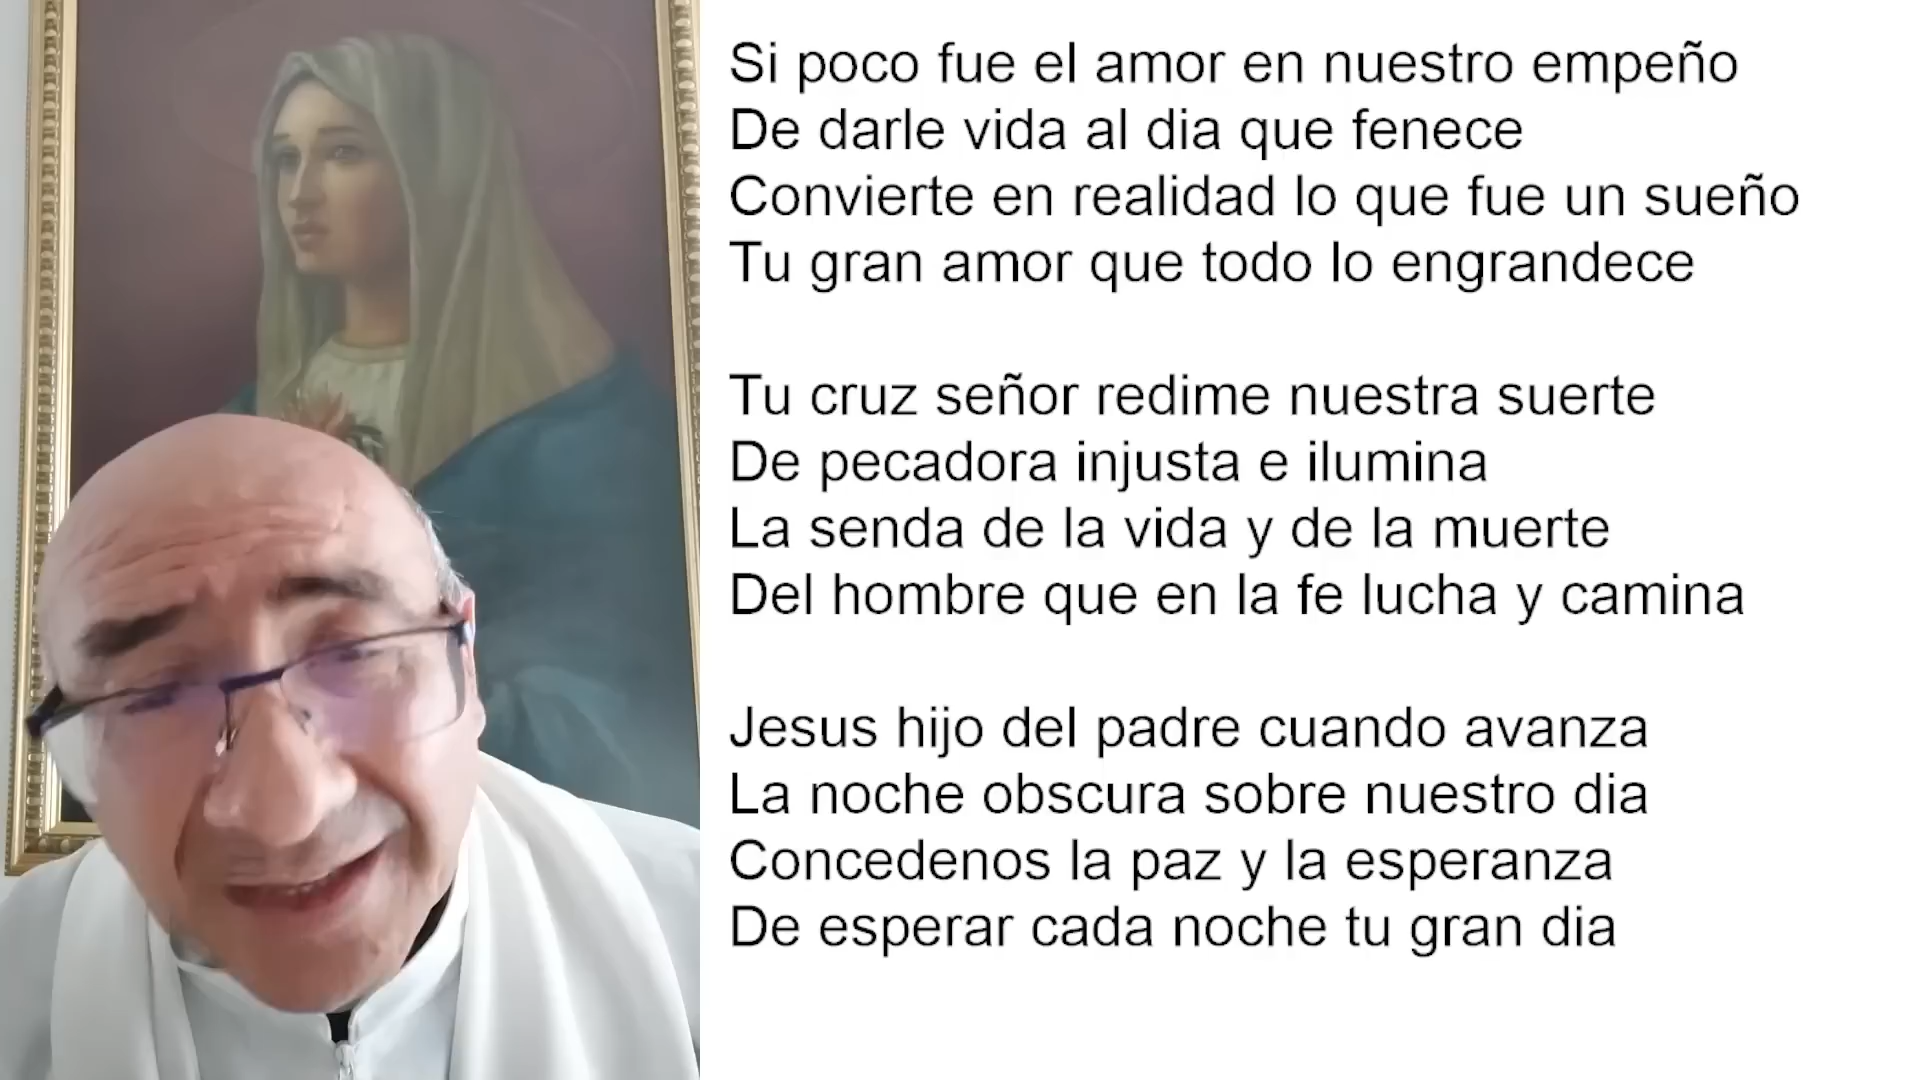 Si poco fue el amor en nuestro empeño
De darle vida al dia que fenece
Convierte en realidad lo que fue un sueño
Tu gran amor que todo lo engrandece
Tu cruz señor redime nuestra suerte
De pecadora injusta e ilumina
La senda de la vida y de la muerte
Del hombre que en la fe lucha y camina
Jesus hijo del padre cuando avanza
La noche obscura sobre nuestro dia
Concedenos la paz y la esperanza
De esperar cada noche tu gran dia